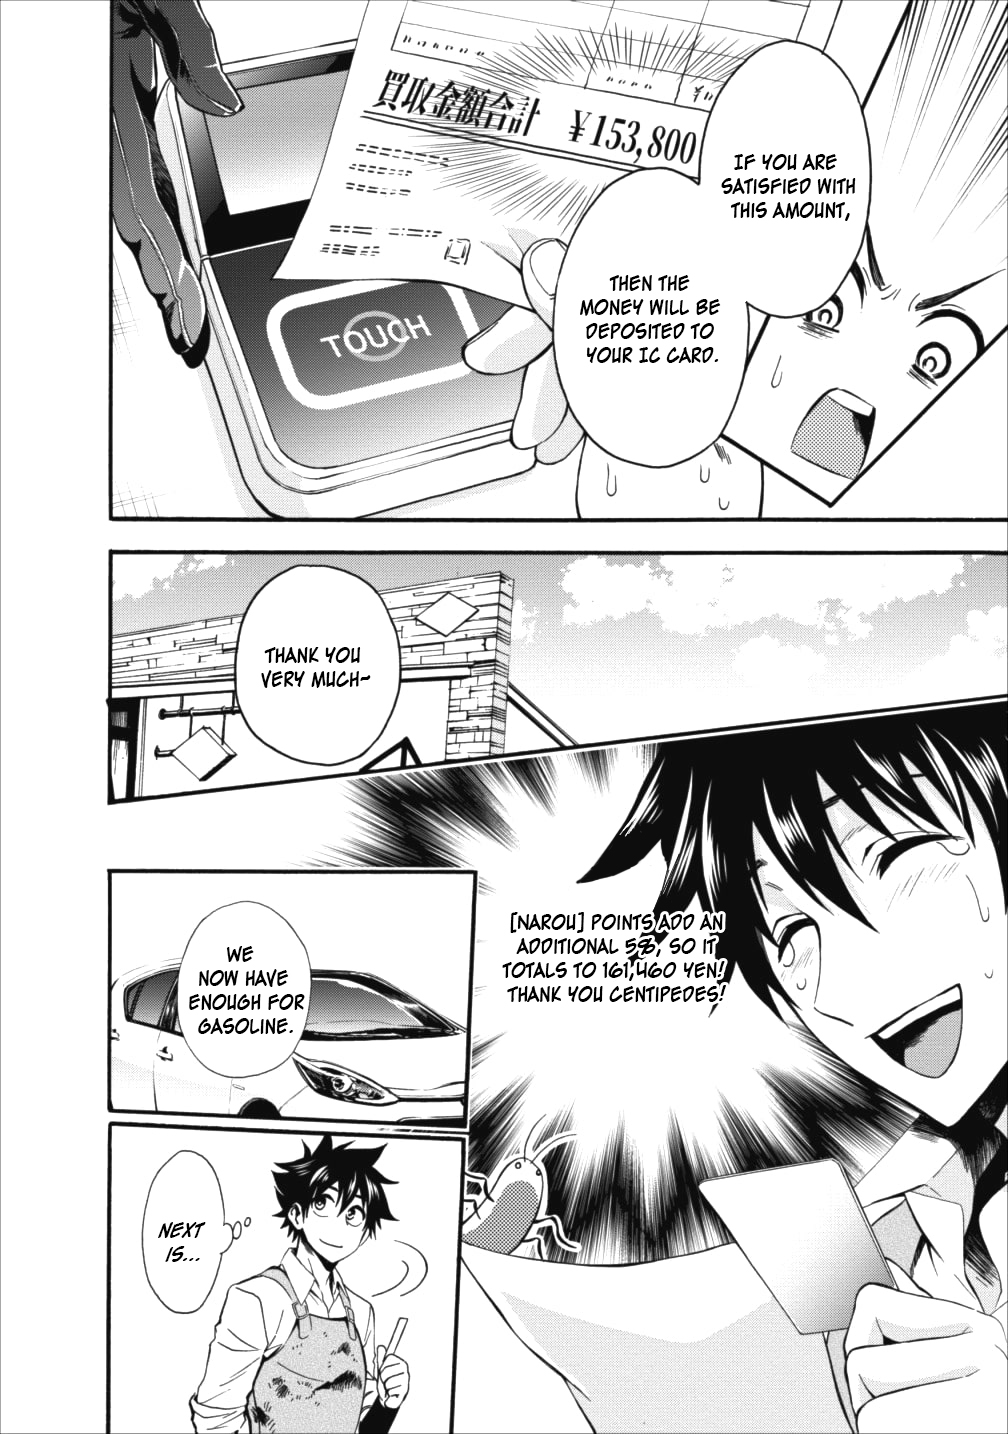 買取金額合計 ¥153,800
IF YOU ARE
SATISFIED WITH
THIS AMOUNT,
THEN THE
MONEY WILL BE
DEPOSITED TO
YOUR IC CARD.
TOUCH
THANK YOU
VERY MUCH~
[NAROU] POINTS ADD AN
ADDITIONAL 5%, SO IT
TOTALS TO 161,460 YEN!
THANK YOU CENTIPEDES!
WE
NOW HAVE
ENOUGH FOR
GASOLINE.
NEXT
IS...